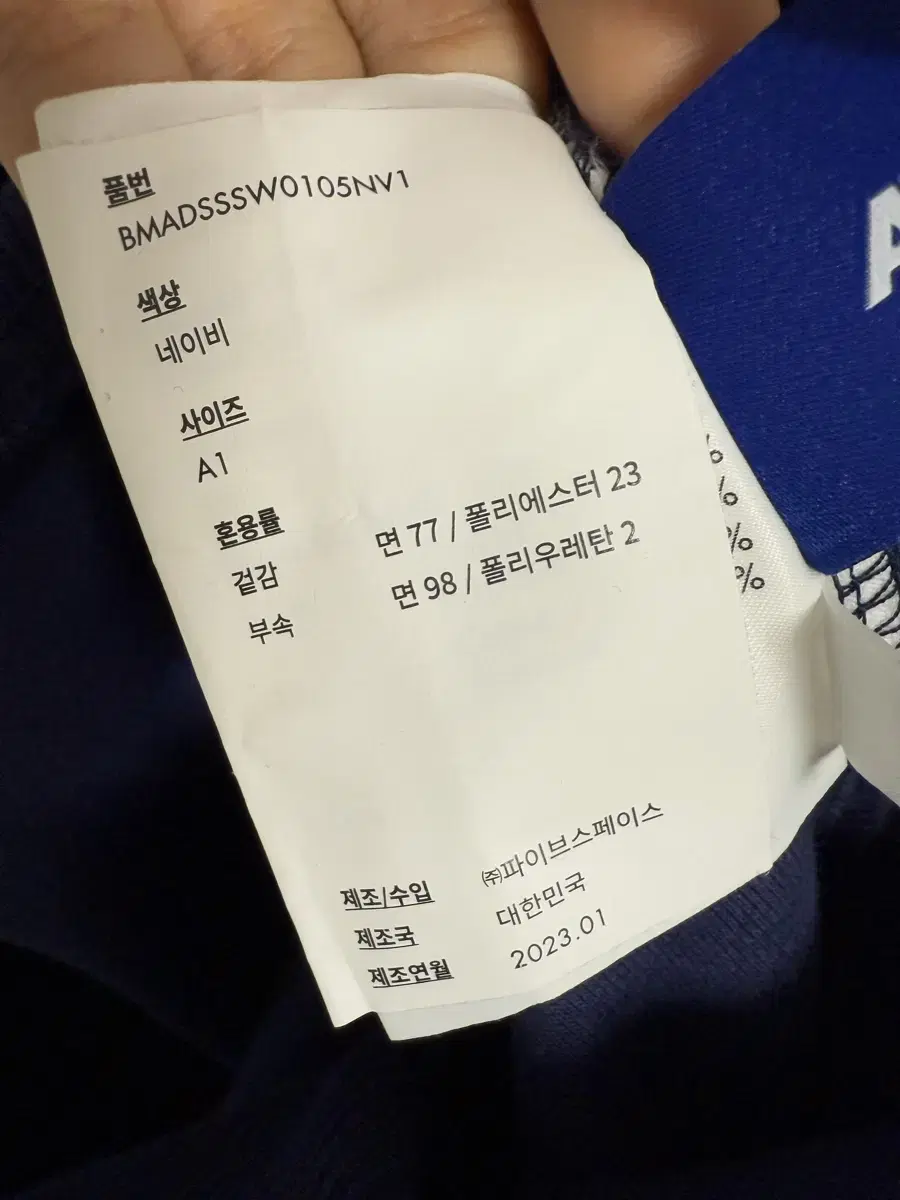 품번
BMADSSSW0105NV1
색상
네이비
사이즈
A1
혼용률
겉감 면 77 / 폴리에스터 23
부속 면 98 / 폴리우레탄 2
%
%
%
%
제조/수입 ㈜파이브스페이스
제조국 대한민국
제조연월 2023.01
A